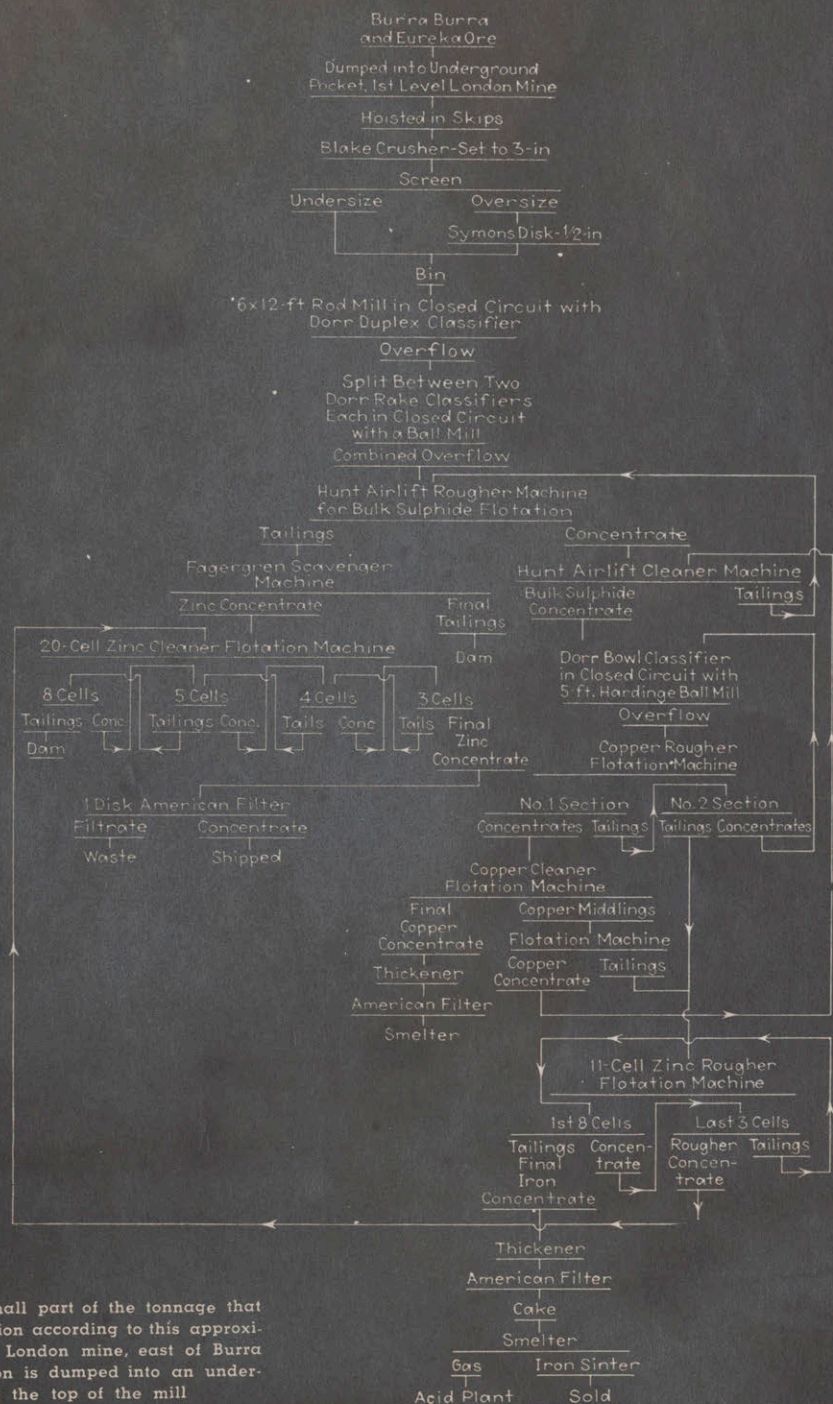 Burra Burra
and Eureka Ore
Dumped into Underground
Pocket, 1st Level London Mine
Hoisted in Skips
Blake Crusher-Set to 3-in
Screen
Undersize
Oversize
Symons Disk-1/2-in
Bin
6x12-ft Rod Mill in Closed Circuit with
Dorr Duplex Classifier
Overflow
Split Between Two
Dorr Rake Classifiers
Each in Closed Circuit
with a Ball Mill
Combined Overflow
Hunt Airlift Rougher Machine
for Bulk Sulphide Flotation
Tailings
Concentrate
Fagergren Scavenger
Machine
Hunt Airlift Cleaner Machine
Zinc Concentrate
Final
Tailings
Dam
Bulk Sulphide
Concentrate
Tailings
20-Cell Zinc Cleaner Flotation Machine
8 Cells
5 Cells
4 Cells
3 Cells
Tailings Conc.
Tailings Conc.
Tails Conc
Tails Final
Zinc
Concentrate
Dam
Dorr Bowl Classifier
in Closed Circuit with
5-ft. Hardinge Ball Mill
Overflow
Copper Rougher
Flotation Machine
1 Disk American Filter
Filtrate
Concentrate
Waste
Shipped
No. 1 Section
No. 2 Section
Concentrates Tailings
Tailings Concentrates
Copper Cleaner
Flotation Machine
Final
Copper
Concentrate
Copper Middlings
Flotation Machine
Thickener
Copper
Concentrate
Tailings
American Filter
Smelter
11-Cell Zinc Rougher
Flotation Machine
1st 8 Cells
Last 3 Cells
Tailings
Final
Iron
Concentrate
Concen-
trate
Rougher
Concen-
trate
Tailings
Thickener
American Filter
Cake
Smelter
Gas
Iron Sinter
Acid Plant
Sold
small part of the tonnage that
ion according to this approxi-
London mine, east of Burra
on is dumped into an under-
the top of the mill